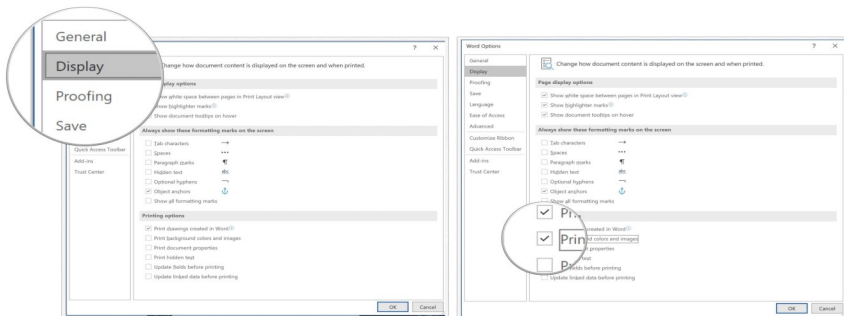 General
Display
Proofing
Save
Quick Access Toolbar
Add-ins
Trust Center
? ×
Change how document content is displayed on the screen and when printed.
display options
Show white space between pages in Print Layout view
Show highlighter marks
Show document tooltips on hover
Always show these formatting marks on the screen
Tab characters →
Spaces •••
Paragraph marks ¶
Hidden text abc
Optional hyphens ¬
Object anchors
Show all formatting marks
Printing options
Print drawings created in Word
Print background colors and images
Print document properties
Print hidden text
Update fields before printing
Update linked data before printing
OK Cancel
Word Options ? ×
General
Display
Proofing
Save
Language
Ease of Access
Advanced
Customize Ribbon
Quick Access Toolbar
Add-ins
Trust Center
Change how document content is displayed on the screen and when printed.
Page display options
Show white space between pages in Print Layout view
Show highlighter marks
Show document tooltips on hover
Always show these formatting marks on the screen
Tab characters →
Spaces •••
Paragraph marks ¶
Hidden text abc
Optional hyphens ¬
Object anchors
Show all formatting marks
created in Word
Prin colors and images
properties
text
fields before printing
Update linked data before printing
OK Cancel